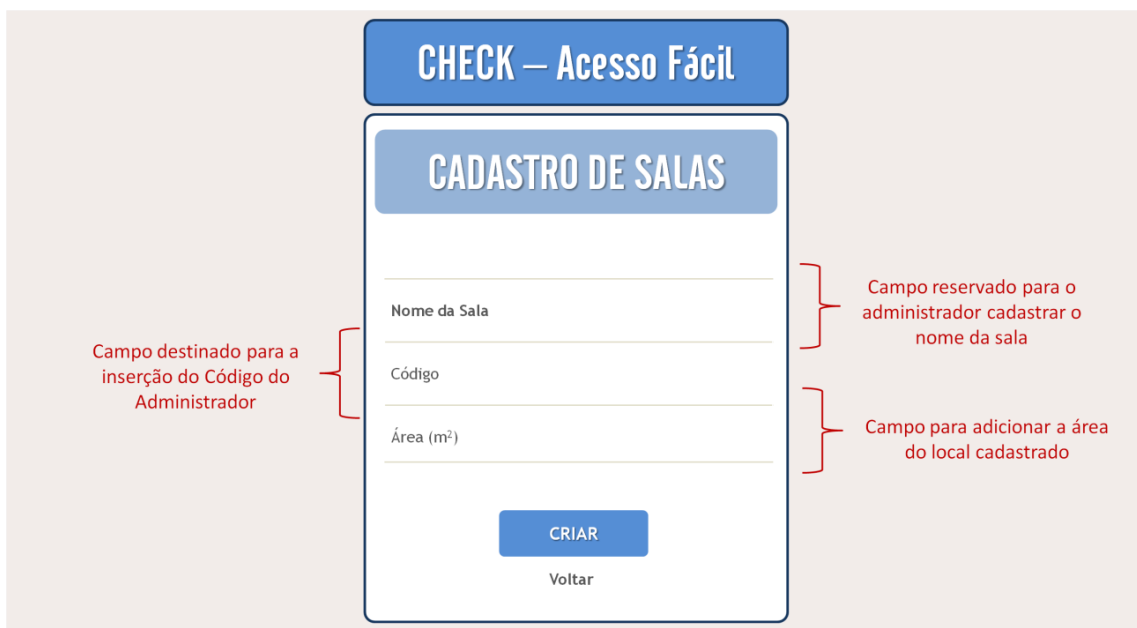 CHECK – Acesso Fácil
CADASTRO DE SALAS
Nome da Sala
Código
Área (m²)
CRIAR
Voltar
Campo destinado para a
inserção do Código do
Administrador
Campo reservado para o
administrador cadastrar o
nome da sala
Campo para adicionar a área
do local cadastrado